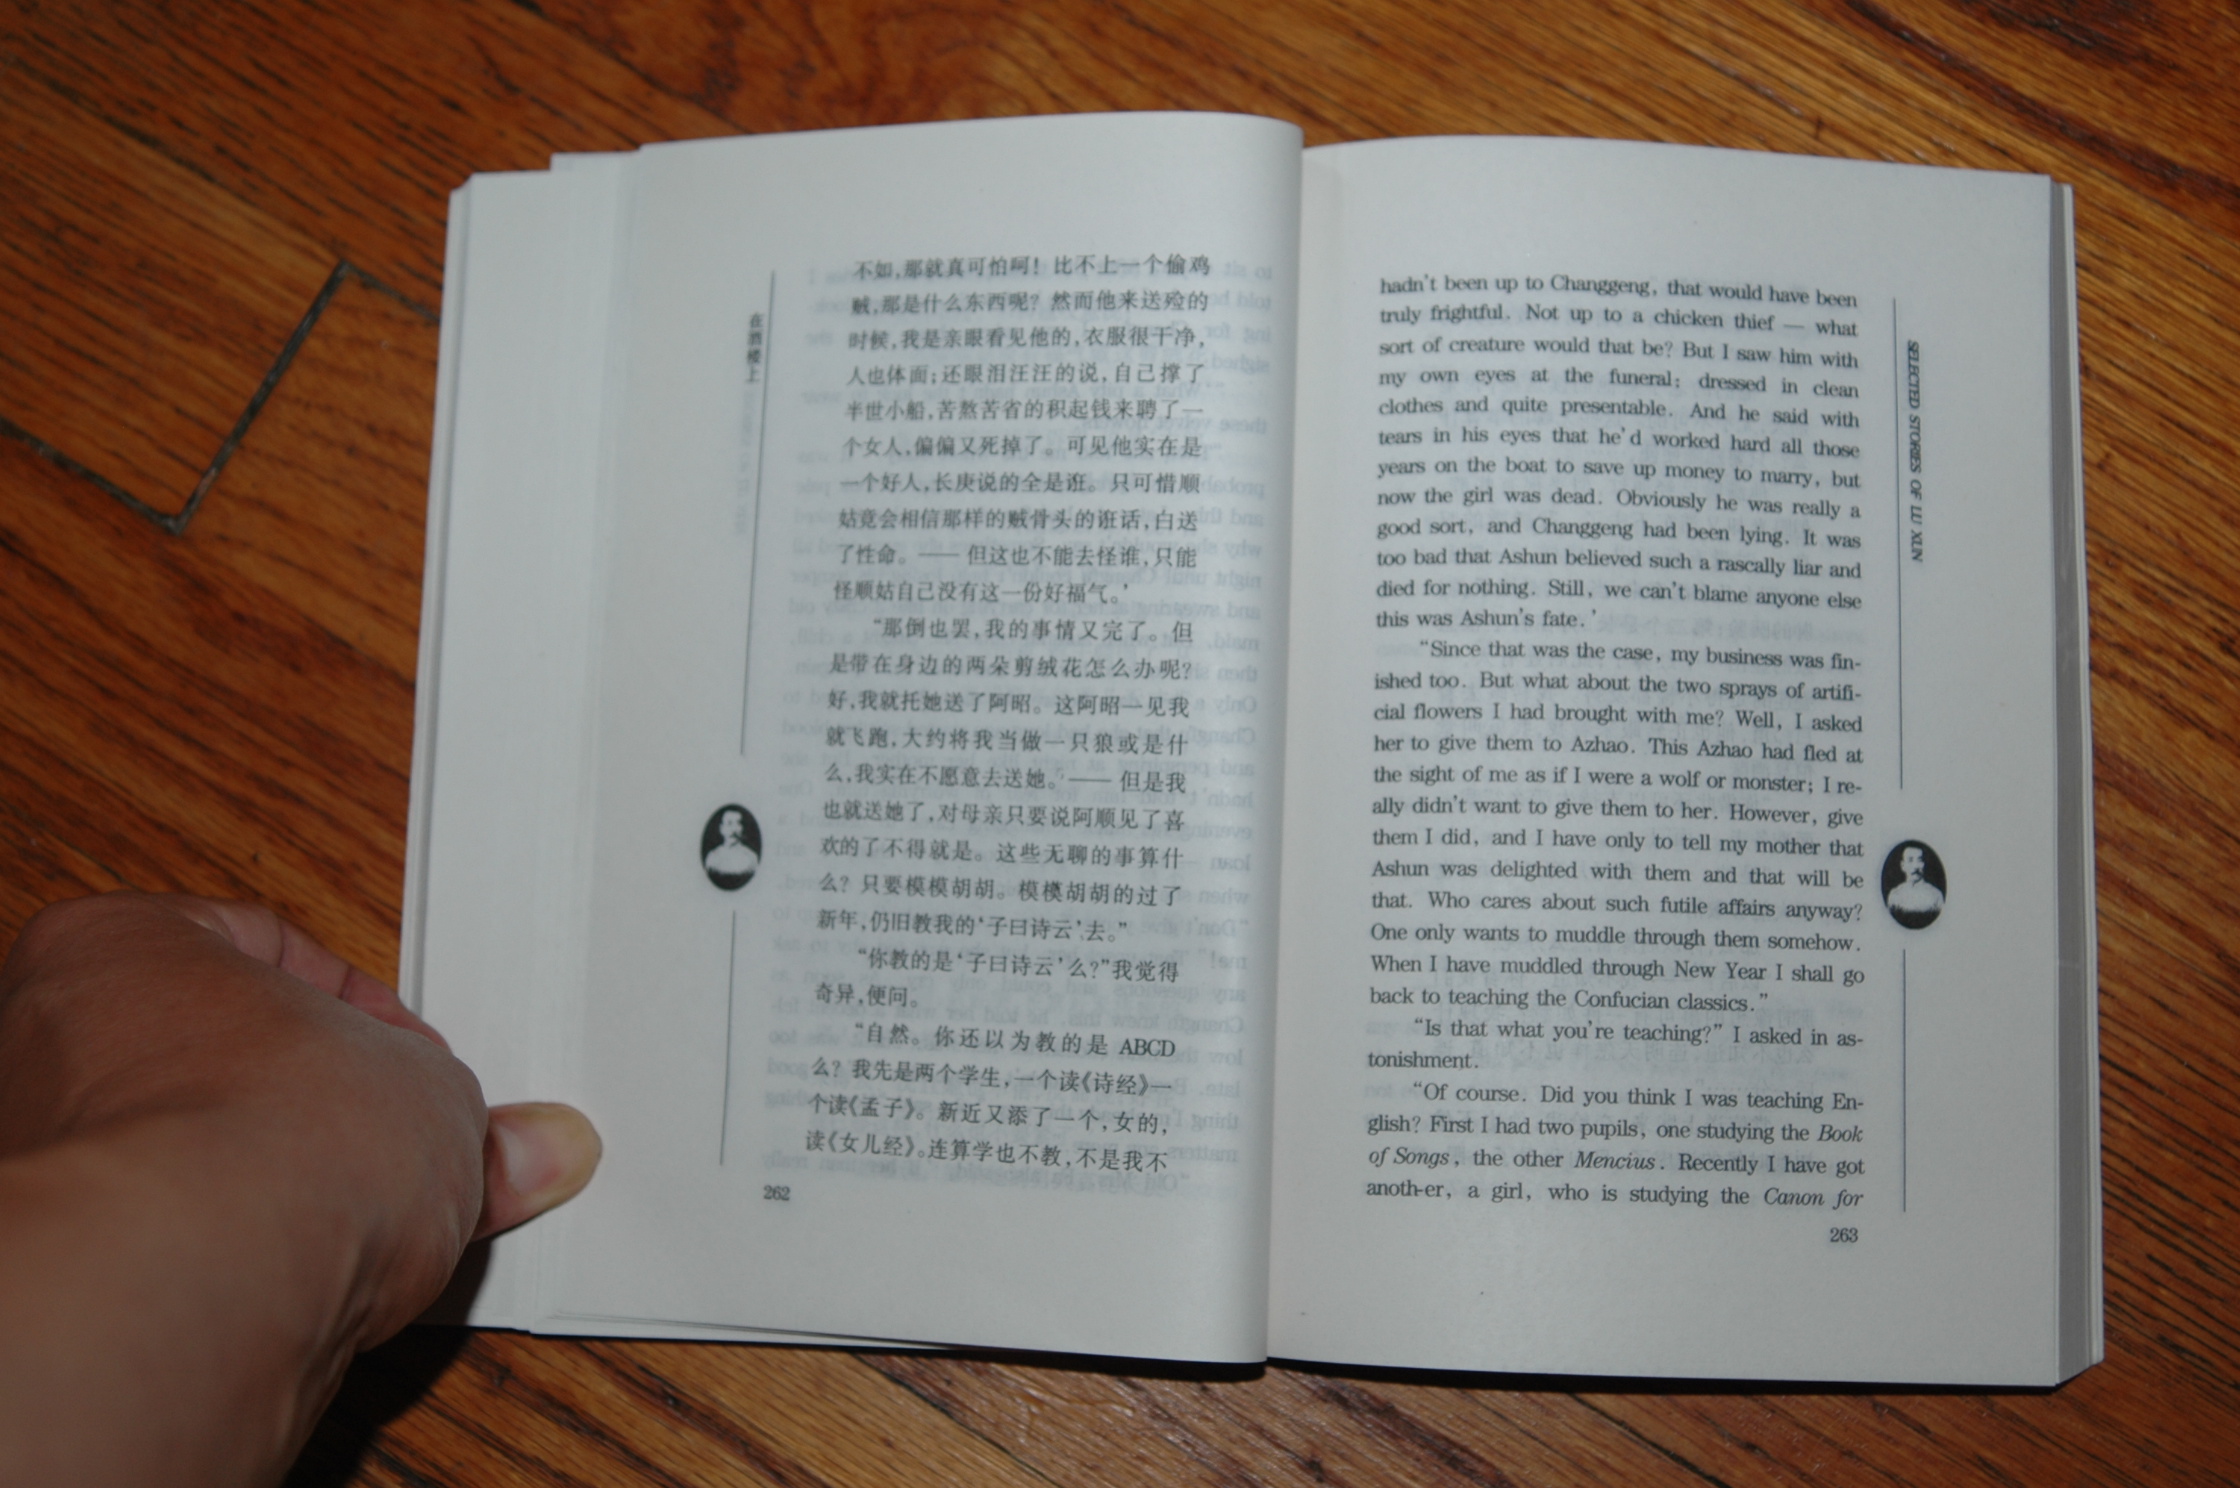 在酒楼上
不如,那就真可怕呵!比不上一个偷鸡
贼,那是什么东西呢?然而他来送殓的
时候,我是亲眼看见他的,衣服很干净,
人也体面;还眼泪汪汪的说,自己撑了
半世小船,苦熬苦省的积起钱来聘了一
个女人,偏偏又死掉了。可见他实在是
一个好人,长庚说的全是诳。只可惜顺
姑竟会相信那样的贼骨头的诳话,白送
了性命。——但这也不能去怪谁,只能
怪顺姑自己没有这一份好福气。’
“那倒也罢,我的事情又完了。但
是带在身边的两朵剪绒花怎么办呢?
好,我就托她送了阿昭。这阿昭一见我
就飞跑,大约将我当做一只狼或是什
么,我实在不愿意去送她。——但是我
也就送她了,对母亲只要说阿顺见了喜
欢的了不得就是。这些无聊的事算什
么?只要模模胡胡。模模胡胡的过了
新年,仍旧教我的‘子曰诗云’去。”
“你教的是‘子曰诗云’么?”我觉得
奇异,便问。
“自然。你还以为教的是 ABCD
么?我先是两个学生,一个读《诗经》一
个读《孟子》。新近又添了一个,女的,
读《女儿经》。连算学也不教,不是我不
262
hadn't been up to Changgeng, that would have been
truly frightful. Not up to a chicken thief — what
sort of creature would that be? But I saw him with
my own eyes at the funeral: dressed in clean
clothes and quite presentable. And he said with
tears in his eyes that he'd worked hard all those
years on the boat to save up money to marry, but
now the girl was dead. Obviously he was really a
good sort, and Changgeng had been lying. It was
too bad that Ashun believed such a rascally liar and
died for nothing. Still, we can't blame anyone else
this was Ashun's fate.'
“Since that was the case, my business was fin-
ished too. But what about the two sprays of artifi-
cial flowers I had brought with me? Well, I asked
her to give them to Azhao. This Azhao had fled at
the sight of me as if I were a wolf or monster; I re-
ally didn't want to give them to her. However, give
them I did, and I have only to tell my mother that
Ashun was delighted with them and that will be
that. Who cares about such futile affairs anyway?
One only wants to muddle through them somehow.
When I have muddled through New Year I shall go
back to teaching the Confucian classics.”
“Is that what you're teaching?” I asked in as-
tonishment.
“Of course. Did you think I was teaching En-
glish? First I had two pupils, one studying the Book
of Songs, the other Mencius. Recently I have got
anoth-er, a girl, who is studying the Canon for
263
SELECTED STORIES OF LU XUN